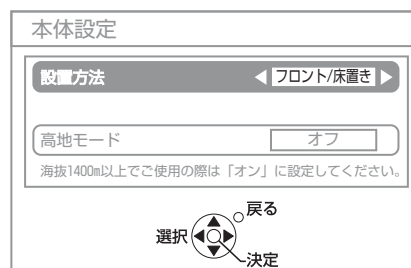 本体設定
設置方法
フロント/床置き
高地モード
オフ
海抜1400m以上でご使用の際は「オン」に設定してください。
戻る
選択
決定